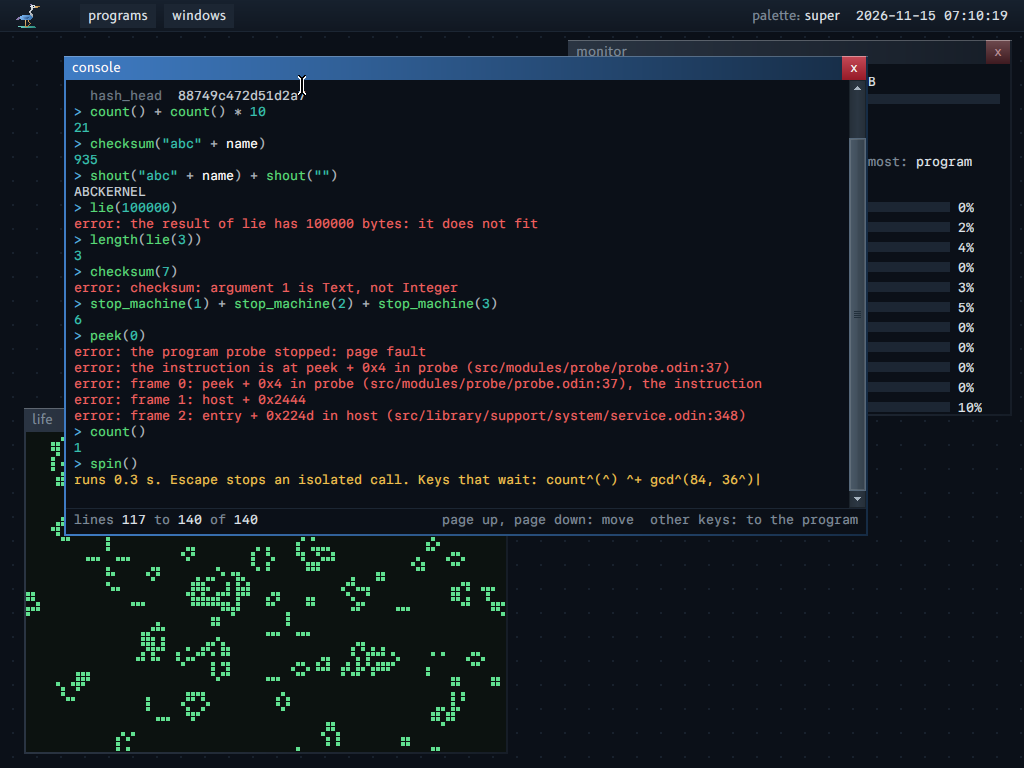 programs windows palette: super 2026-11-15 07:10:19
monitor x
console x
B
hash_head 88749c472d51d2a7
> count() + count() * 10
21
> checksum("abc" + name)
935
most: program
> shout("abc" + name) + shout("")
ABCKERNEL
> lie(100000)
0%
error: the result of lie has 100000 bytes: it does not fit
2%
> length(lie(3))
4%
3
0%
> checksum(7)
error: checksum: argument 1 is Text, not Integer
3%
> stop_machine(1) + stop_machine(2) + stop_machine(3)
5%
6
0%
> peek(0)
error: the program probe stopped: page fault
0%
error: the instruction is at peek + 0x4 in probe (src/modules/probe/probe.odin:37)
0%
error: frame 0: peek + 0x4 in probe (src/modules/probe/probe.odin:37), the instruction
0%
error: frame 1: host + 0x2444
10%
error: frame 2: entry + 0x224d in host (src/library/support/system/service.odin:348)
life
> count()
1
> spin()
runs 0.3 s. Escape stops an isolated call. Keys that wait: count^(^) ^+ gcd^(84, 36^)|
lines 117 to 140 of 140 page up, page down: move other keys: to the program